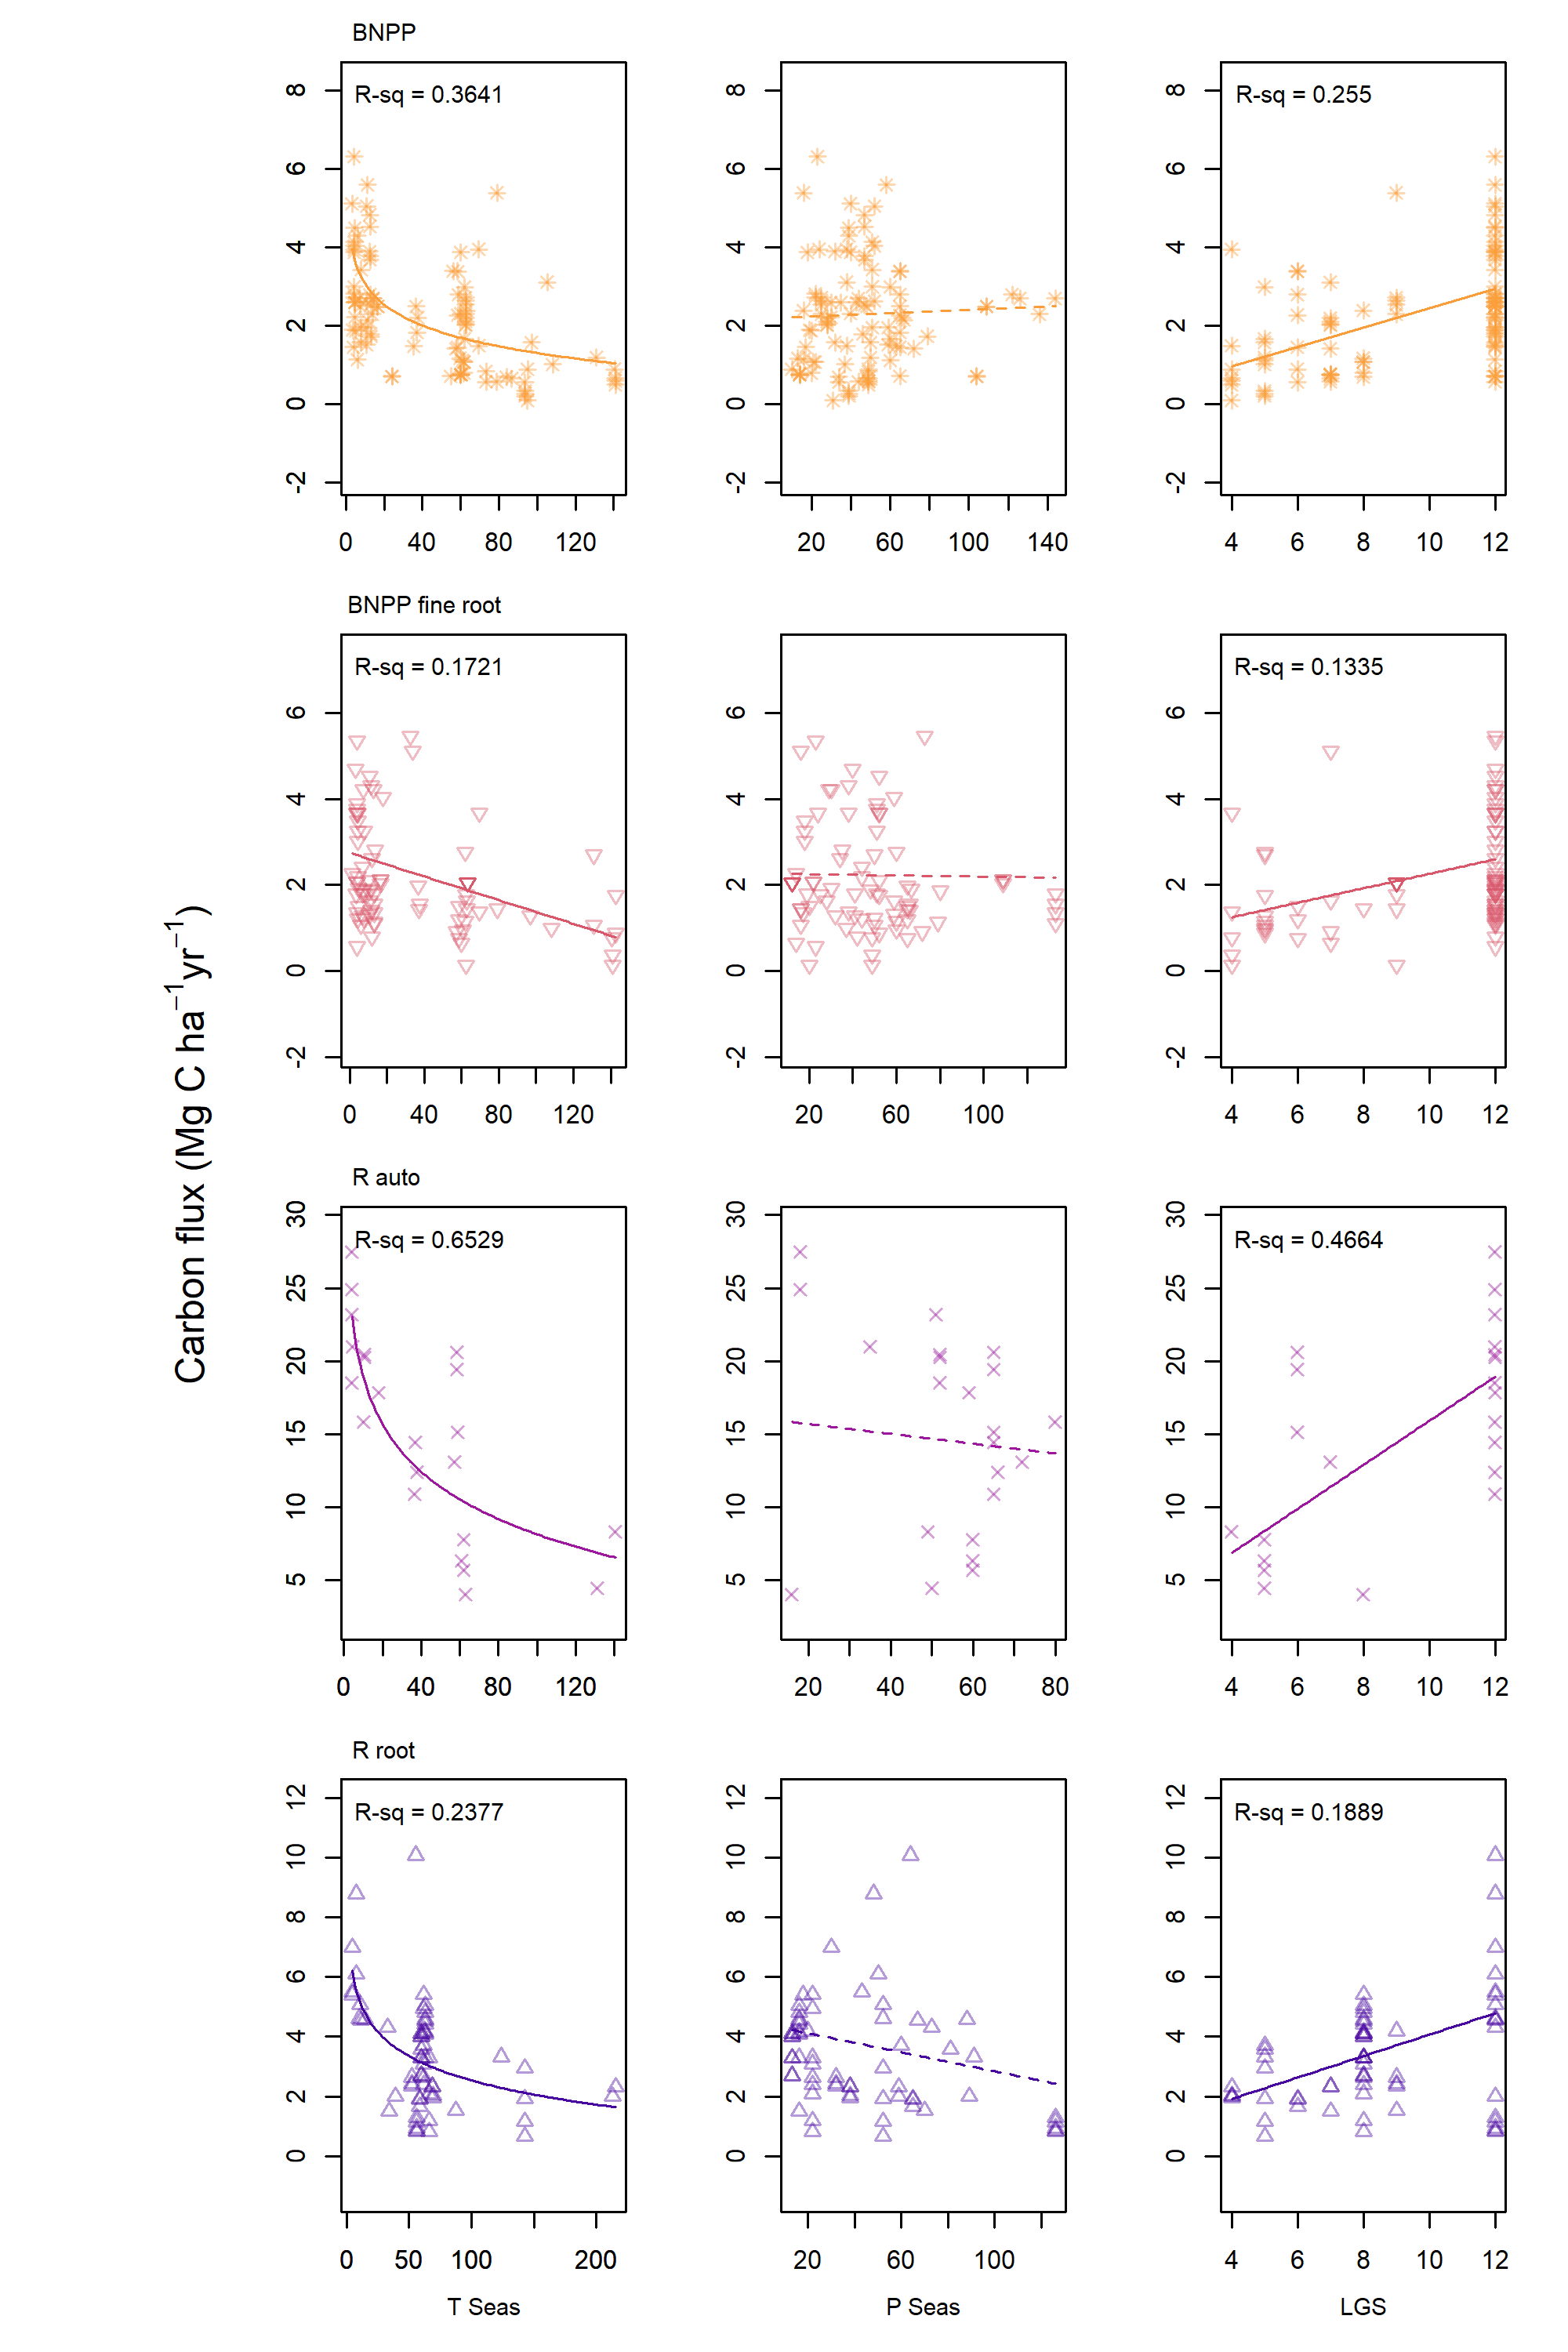 BNPP
R-sq = 0.3641
R-sq = 0.255
-2 0 2 4 6 8
-2 0 2 4 6 8
-2 0 2 4 6 8
0 40 80 120
20 60 100 140
4 6 8 10 12
BNPP fine root
R-sq = 0.1721
R-sq = 0.1335
-2 0 2 4 6
-2 0 2 4 6
-2 0 2 4 6
0 40 80 120
20 60 100
4 6 8 10 12
Carbon flux (Mg C ha⁻¹yr⁻¹)
R auto
R-sq = 0.6529
R-sq = 0.4664
5 10 15 20 25 30
5 10 15 20 25 30
5 10 15 20 25 30
0 40 80 120
20 40 60 80
4 6 8 10 12
R root
R-sq = 0.2377
R-sq = 0.1889
0 2 4 6 8 10 12
0 2 4 6 8 10 12
0 2 4 6 8 10 12
0 50 100 200
20 60 100
4 6 8 10 12
T Seas
P Seas
LGS